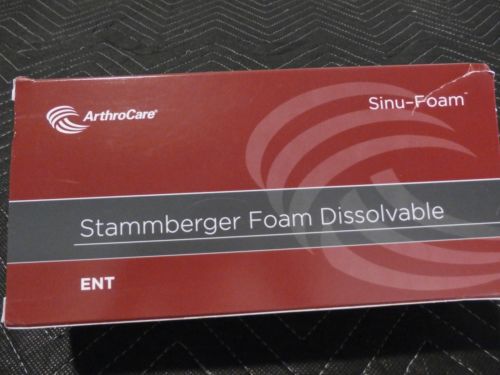 ArthroCare®
Sinu-Foam™
Stammberger Foam Dissolvable
ENT